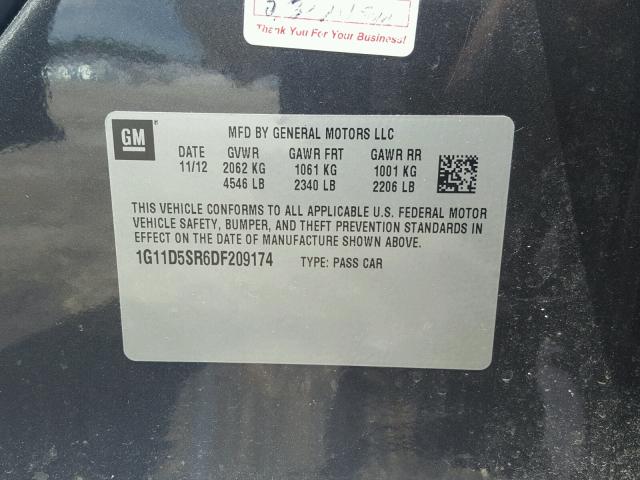 Thank You For Your Business!
GM
MFD BY GENERAL MOTORS LLC
DATE GVWR GAWR FRT GAWR RR
11/12 2062 KG 1061 KG 1001 KG
4546 LB 2340 LB 2206 LB
THIS VEHICLE CONFORMS TO ALL APPLICABLE U.S. FEDERAL MOTOR
VEHICLE SAFETY, BUMPER, AND THEFT PREVENTION STANDARDS
IN EFFECT ON THE DATE OF MANUFACTURE SHOWN ABOVE.
1G11D5SR6DF209174 TYPE: PASS CAR